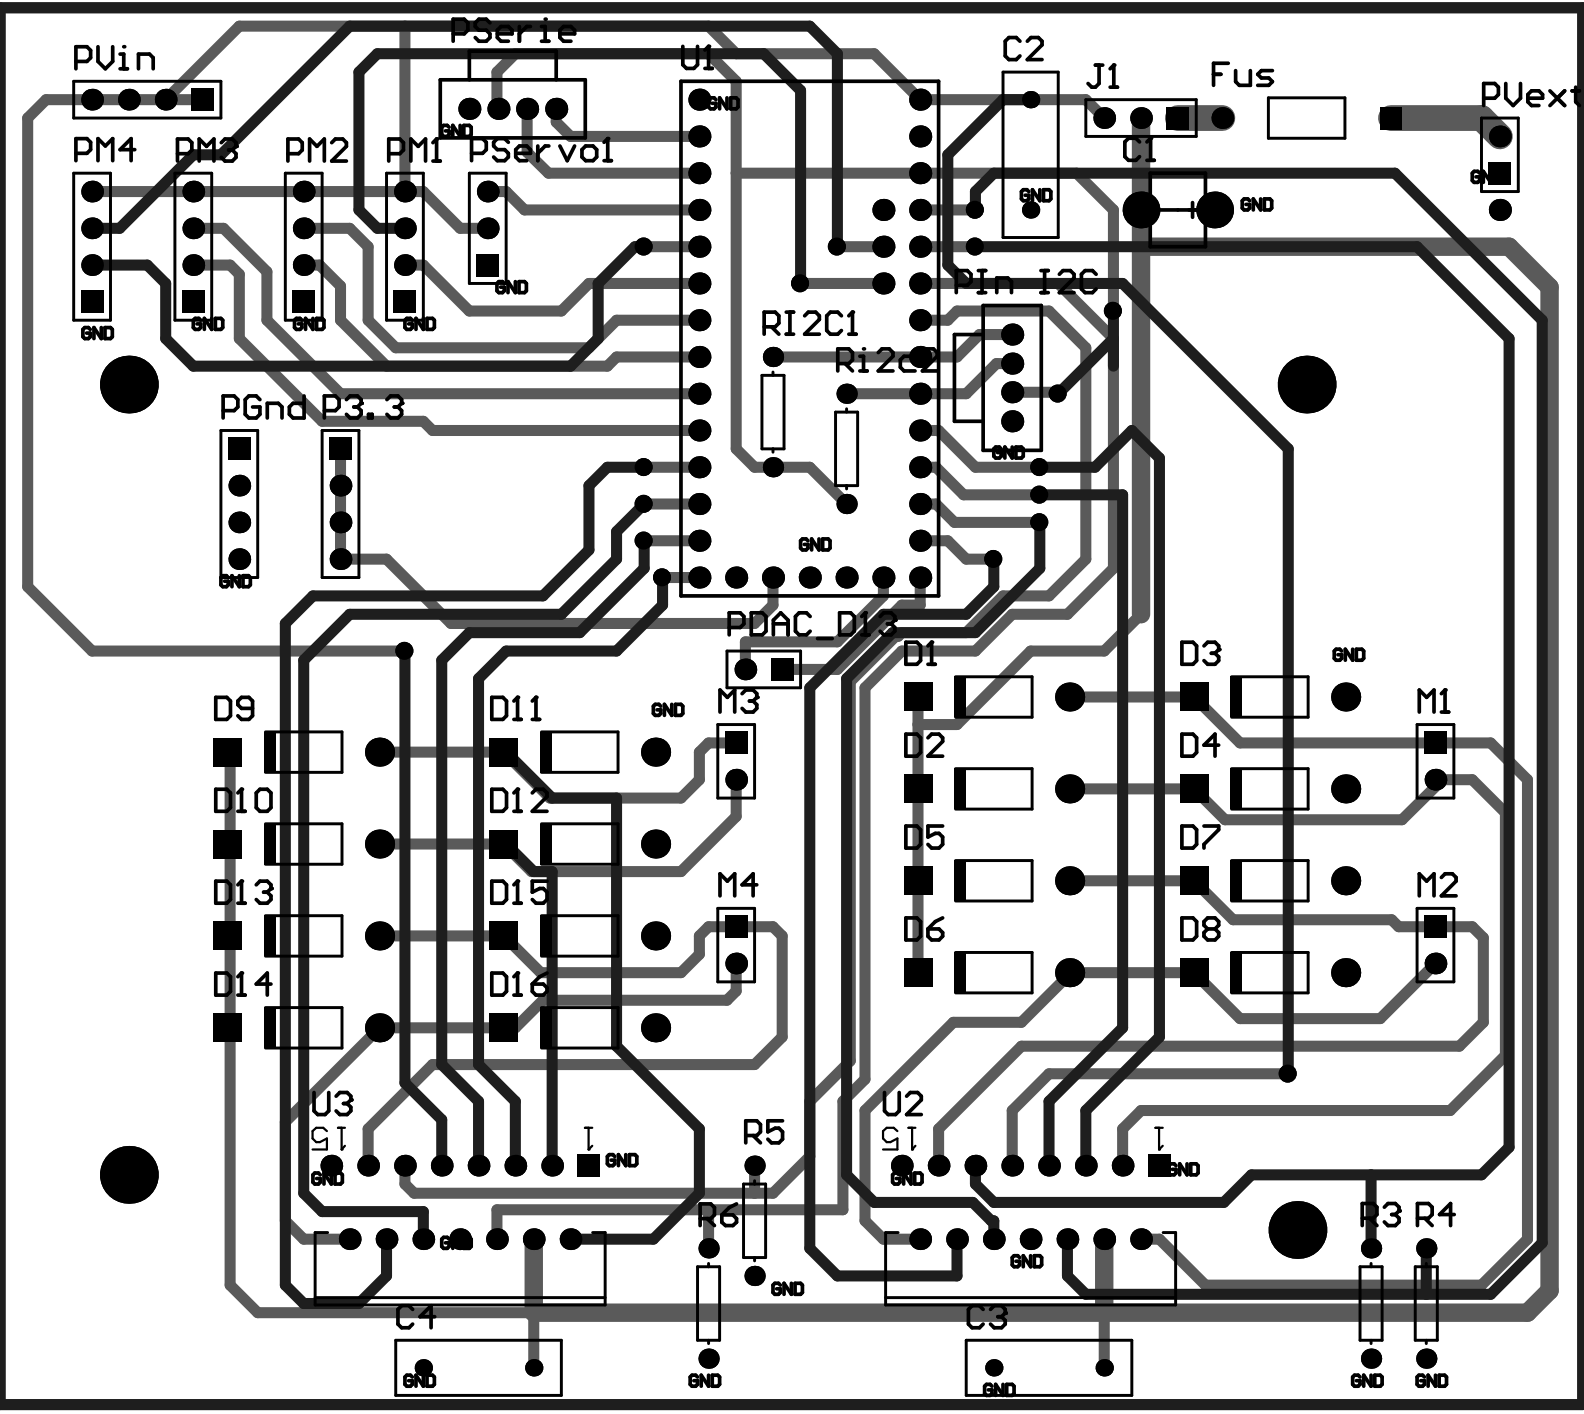 PSerie
PVin
U1
C2
J1
Fus
PVext
GND
GND
PM4
PM3
PM2
PM1
PServo1
C1
GND
GND
GND
GND
PIn I2C
GND
GND
GND
GND
RI2C1
Ri2c2
PGnd
P3.3
GND
GND
GND
PDAC_D13
D1
D3
GND
D9
D11
GND
M3
M1
D2
D4
D10
D12
D5
D7
D13
D15
M4
M2
D6
D8
D14
D16
U3
U2
15
1
R5
15
1
GND
GND
GND
GND
R6
R3
R4
GND
GND
GND
C4
C3
GND
GND
GND
GND
GND